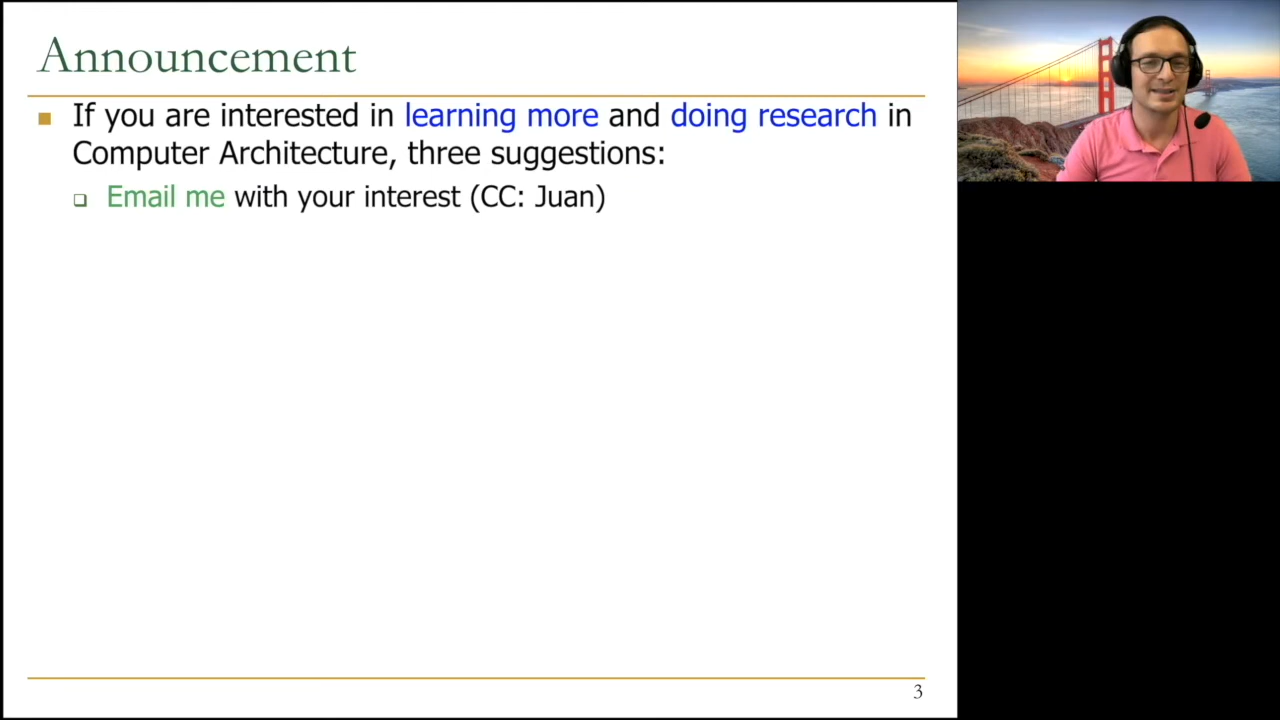 Announcement
If you are interested in learning more and doing research in
Computer Architecture, three suggestions:
Email me with your interest (CC: Juan)
3